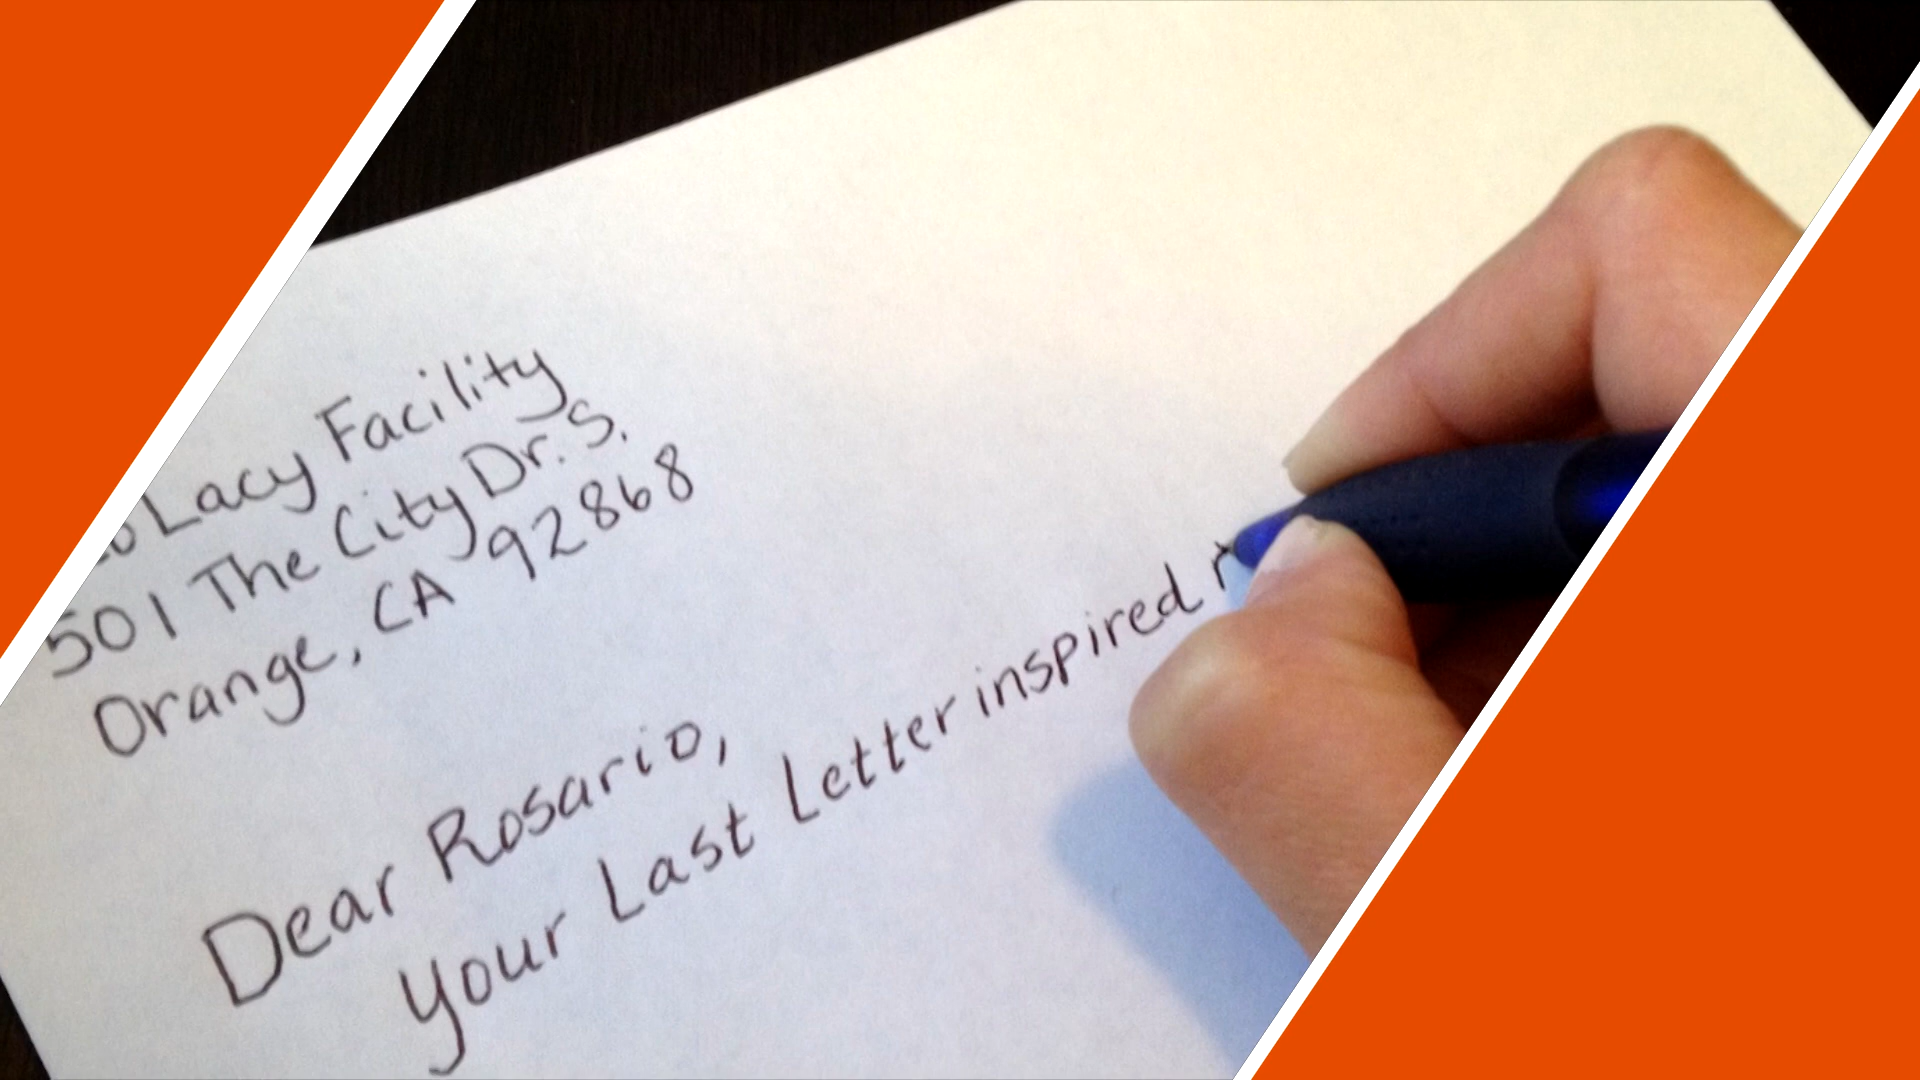 Lacy Facility
501 The City Dr. S.
Orange, CA 92868
Dear Rosario,
Your Last Letter inspired